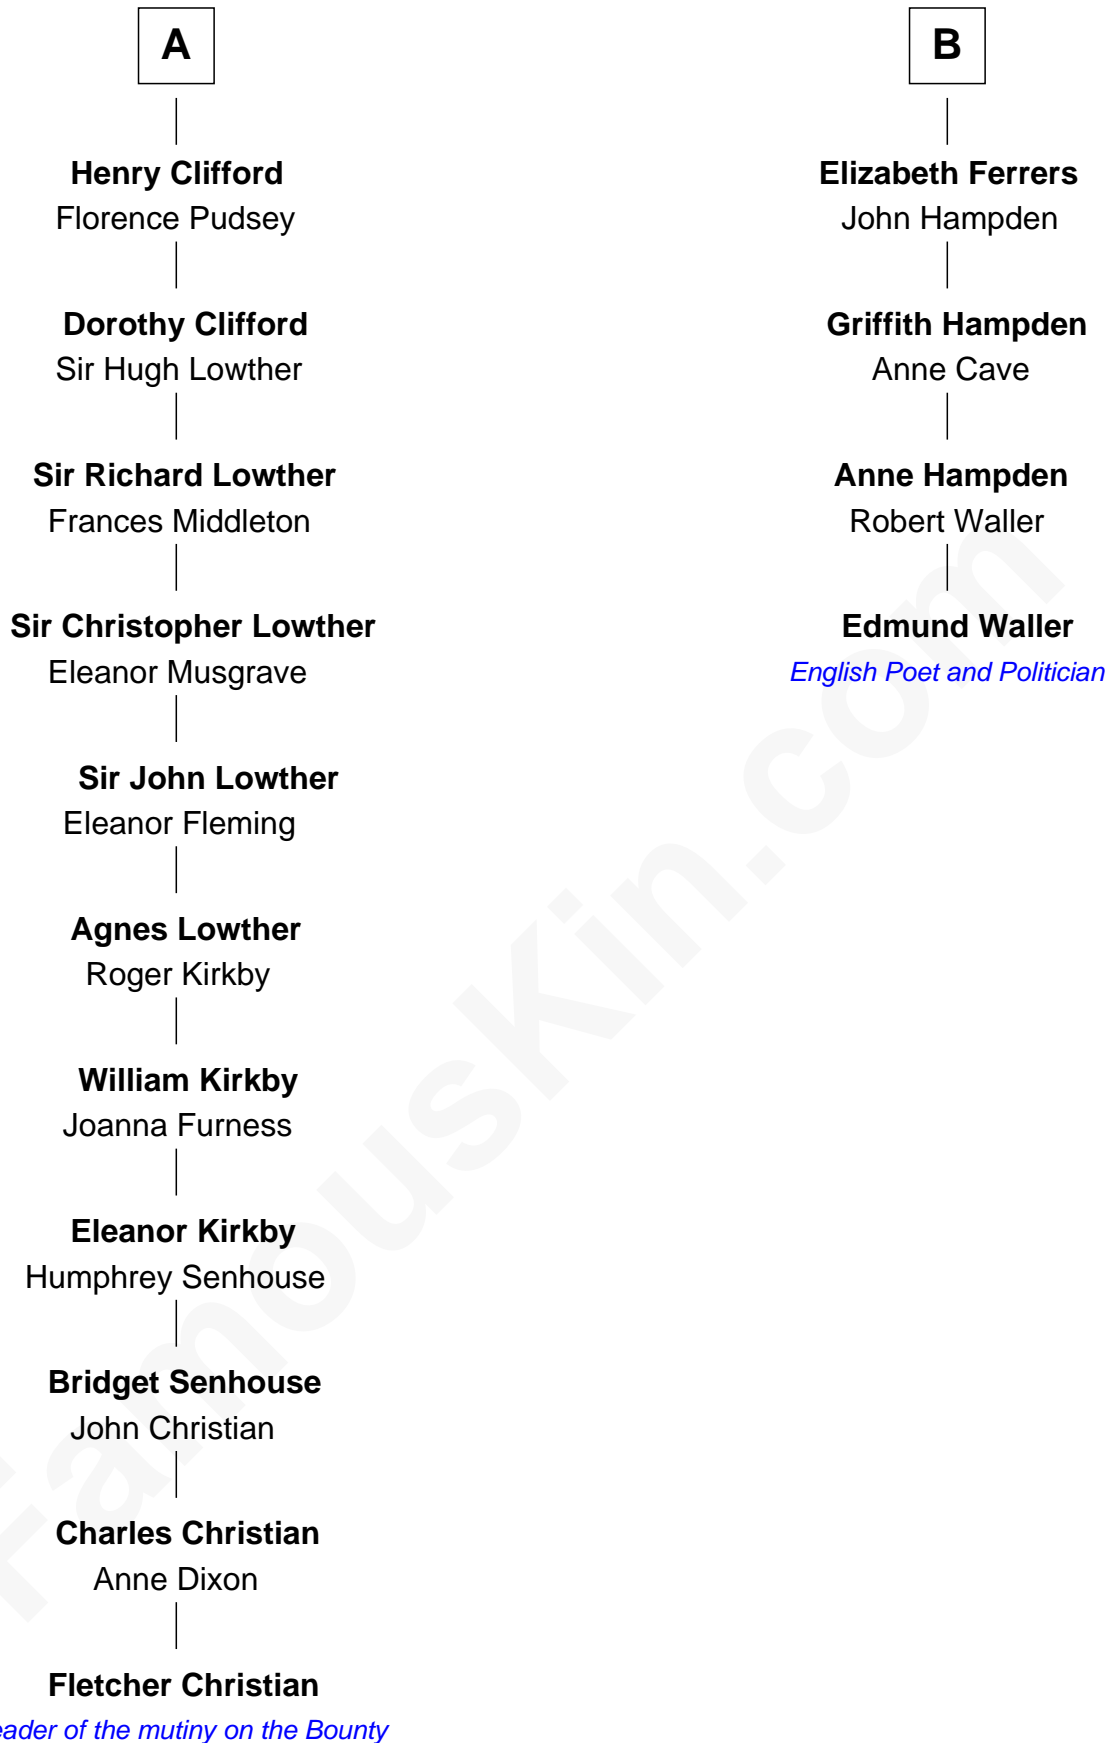 A
Henry Clifford
Florence Pudsey
Dorothy Clifford
Sir Hugh Lowther
Sir Richard Lowther
Frances Middleton
Sir Christopher Lowther
Eleanor Musgrave
Sir John Lowther
Eleanor Fleming
Agnes Lowther
Roger Kirkby
William Kirkby
Joanna Furness
Eleanor Kirkby
Humphrey Senhouse
Bridget Senhouse
John Christian
Charles Christian
Anne Dixon
Fletcher Christian
eader of the mutiny on the Bounty
B
Elizabeth Ferrers
John Hampden
Griffith Hampden
Anne Cave
Anne Hampden
Robert Waller
Edmund Waller
English Poet and Politician
FamousKin.com